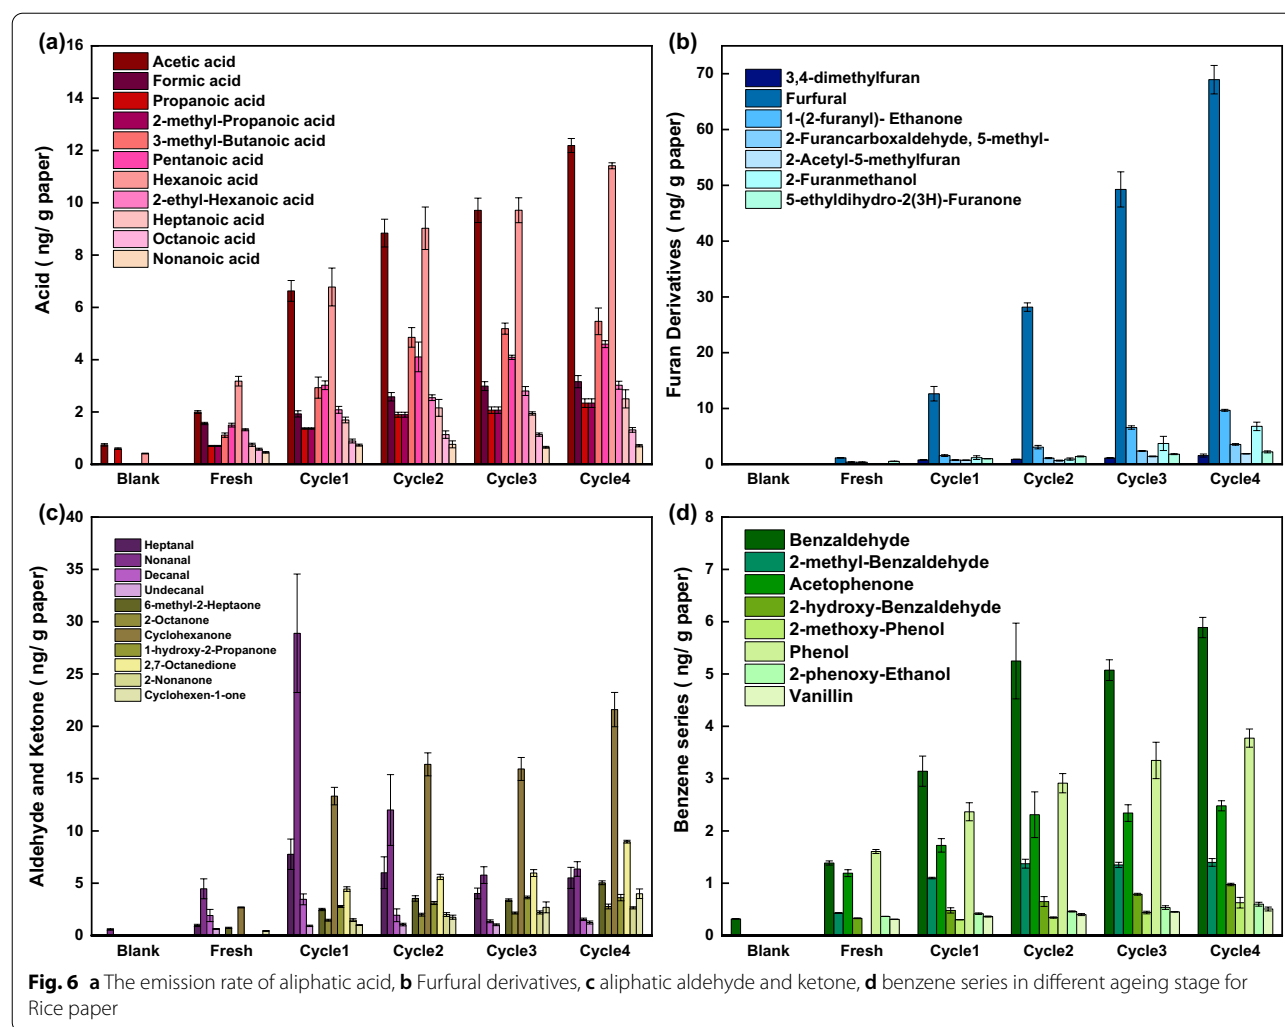 (a)
16
14
12
10
8
6
4
2
0
Acid ( ng/ g paper)
Acetic acid
Formic acid
Propanoic acid
2-methyl-Propanoic acid
3-methyl-Butanoic acid
Pentanoic acid
Hexanoic acid
2-ethyl-Hexanoic acid
Heptanoic acid
Octanoic acid
Nonanoic acid
Blank Fresh Cycle1 Cycle2 Cycle3 Cycle4
(b)
70
60
50
40
30
20
10
0
Furan Derivatives ( ng/ g paper)
3,4-dimethylfuran
Furfural
1-(2-furanyl)- Ethanone
2-Furancarboxaldehyde, 5-methyl-
2-Acetyl-5-methylfuran
2-Furanmethanol
5-ethyldihydro-2(3H)-Furanone
Blank Fresh Cycle1 Cycle2 Cycle3 Cycle4
(c)
40
35
30
25
20
15
10
5
0
Aldehyde and Ketone ( ng/ g paper)
Heptanal
Nonanal
Decanal
Undecanal
6-methyl-2-Heptaone
2-Octanone
Cyclohexanone
1-hydroxy-2-Propanone
2,7-Octanedione
2-Nonanone
Cyclohexen-1-one
Blank Fresh Cycle1 Cycle2 Cycle3 Cycle4
(d)
8
7
6
5
4
3
2
1
0
Benzene series ( ng/ g paper)
Benzaldehyde
2-methyl-Benzaldehyde
Acetophenone
2-hydroxy-Benzaldehyde
2-methoxy-Phenol
Phenol
2-phenoxy-Ethanol
Vanillin
Blank Fresh Cycle1 Cycle2 Cycle3 Cycle4
Fig. 6 a The emission rate of aliphatic acid, b Furfural derivatives, c aliphatic aldehyde and ketone, d benzene series in different ageing stage for
Rice paper